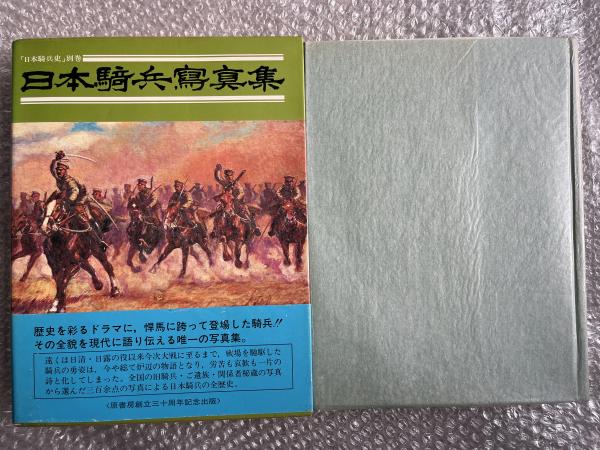 「日本騎兵史」別巻
日本騎兵寫真集
歴史を彩るドラマに，悍馬に跨って登場した騎兵!!
その全貌を現代に語り伝える唯一の写真集。
遠くは日清・日露の役以来今次大戦に至るまで，戦場を馳駆した
騎兵の勇姿は，今や総て炉辺の物語となり，労苦も哀歓も一片の
詩と化してしまった。全国の旧騎兵・ご遺族・関係者秘蔵の写真
から選んだ三百余点の写真による日本騎兵の全歴史。
〈原書房創立三十周年記念出版〉